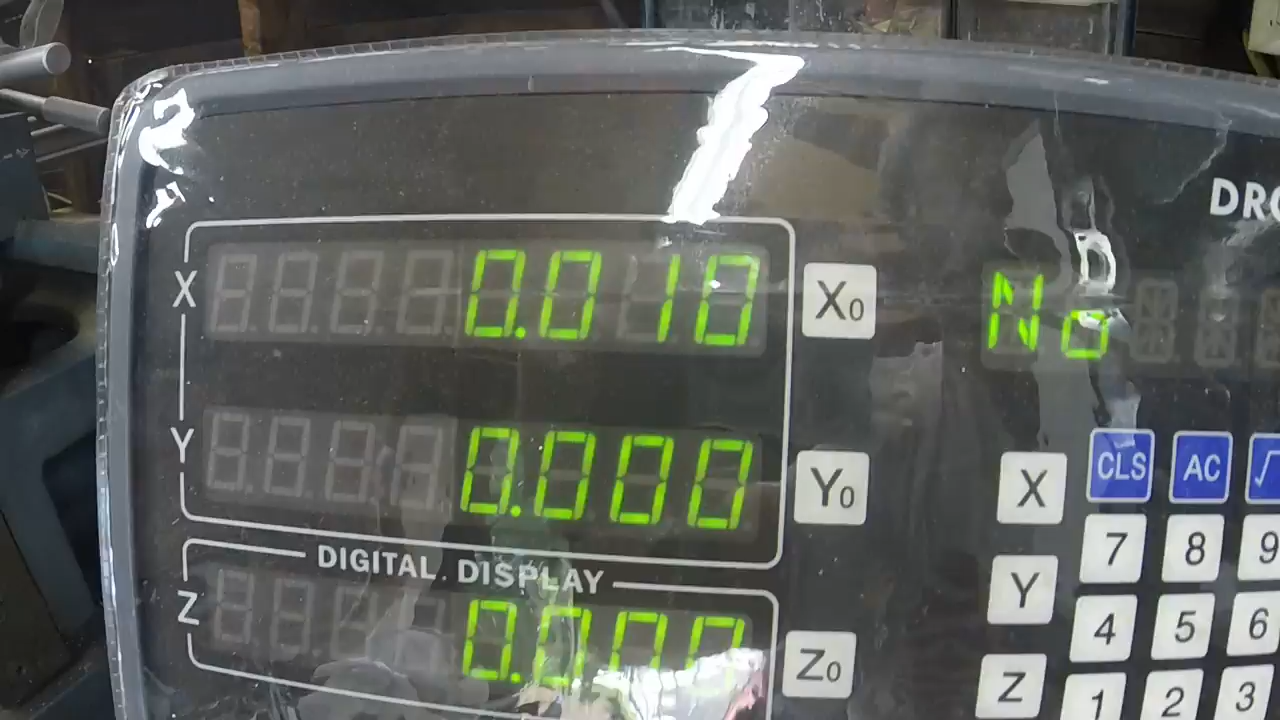 DRO
X 0.010 X0 No
Y 0.000 Y0 X CLS AC √
DIGITAL DISPLAY 7 8 9
Z 0.000 Z0 Y 4 5 6
Z 1 2 3